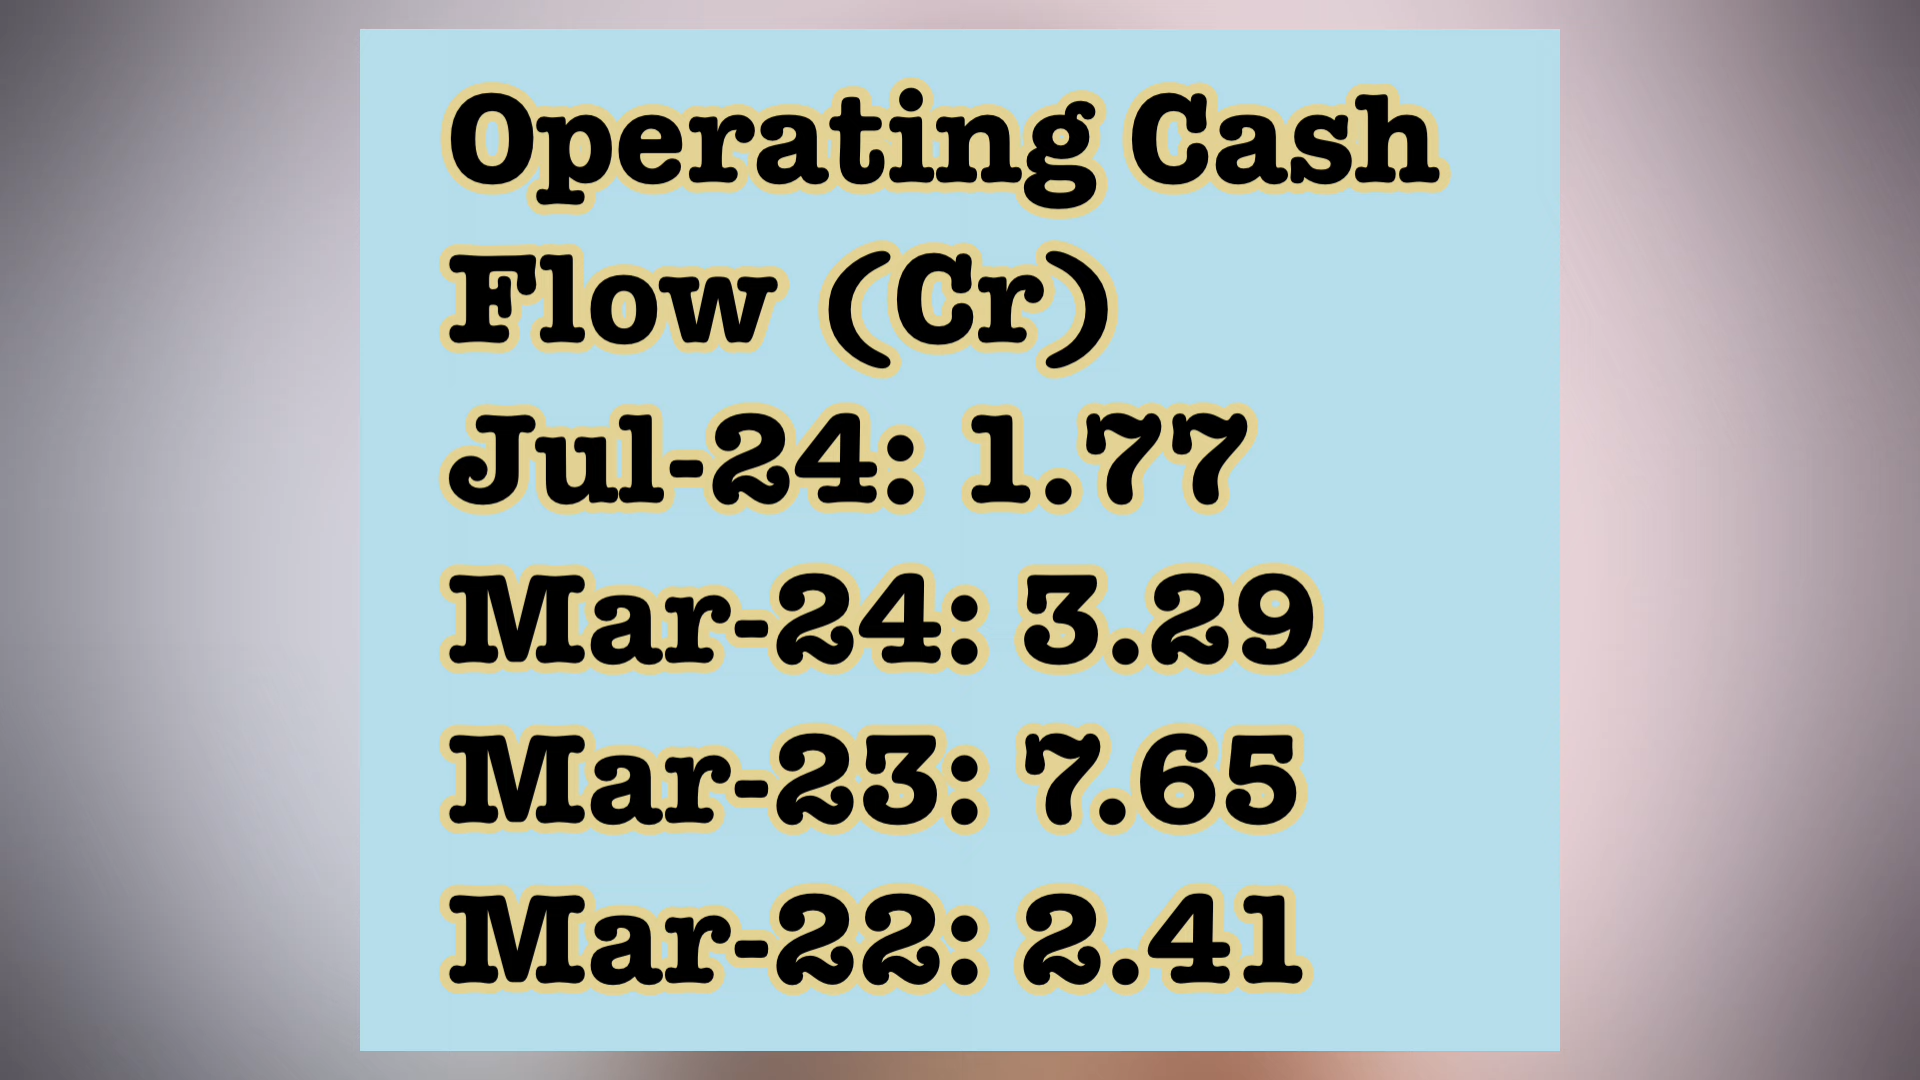 Operating Cash
Flow (Cr)
Jul-24: 1.77
Mar-24: 3.29
Mar-23: 7.65
Mar-22: 2.41